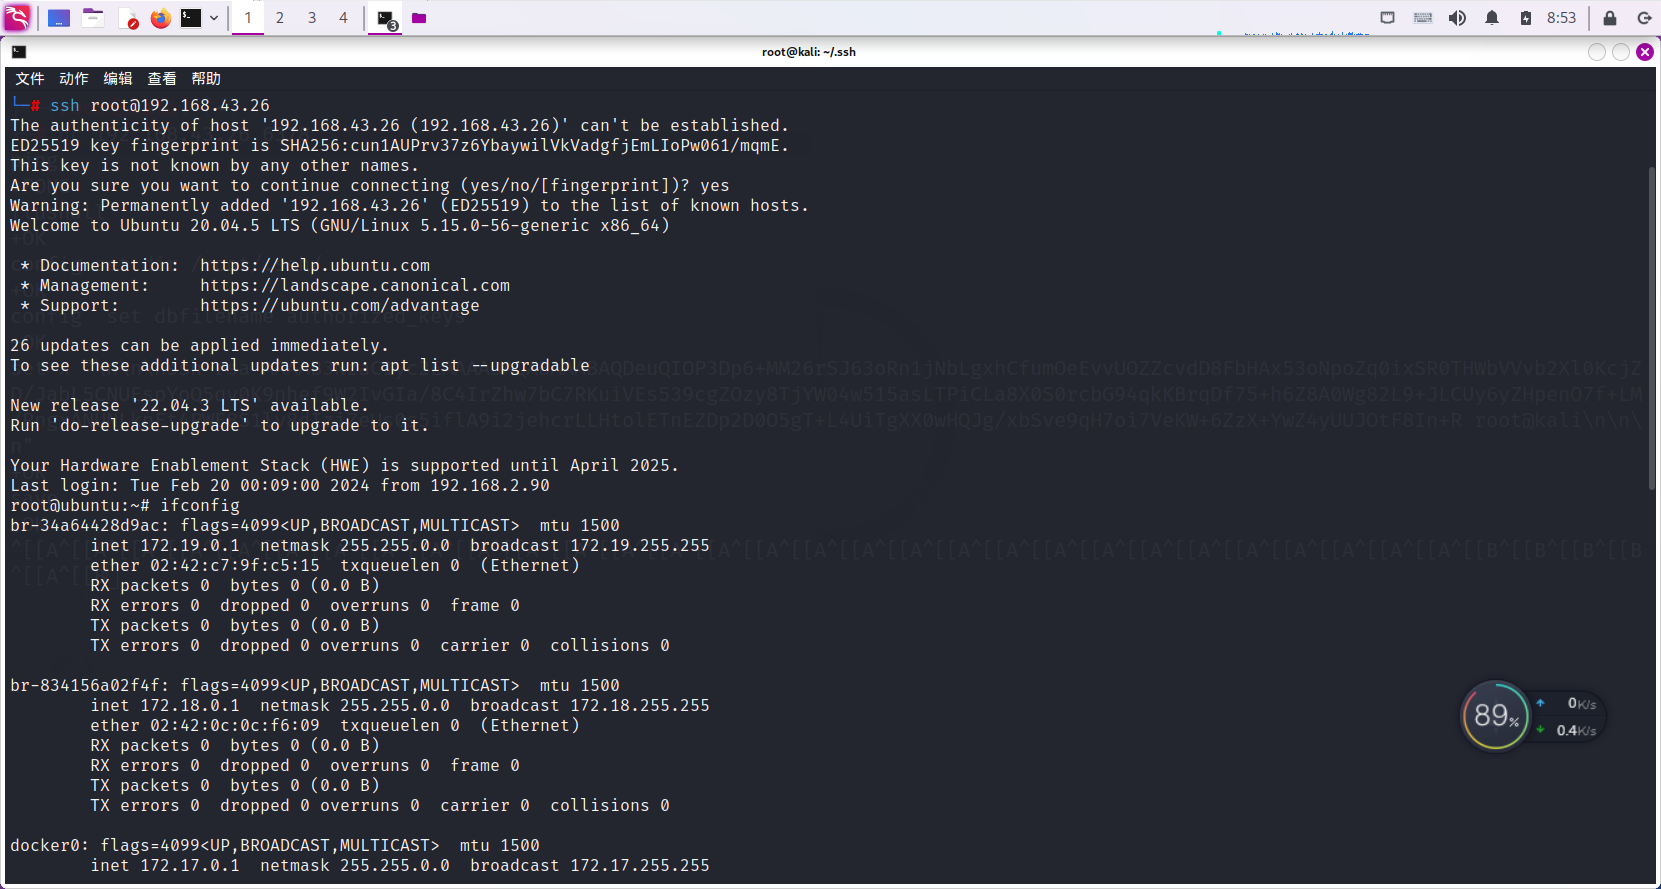 1 2 3 4 3 8:53
root@kali: ~/.ssh
文件 动作 编辑 查看 帮助
└─# ssh root@192.168.43.26
The authenticity of host '192.168.43.26 (192.168.43.26)' can't be established.
ED25519 key fingerprint is SHA256:cun1AUPrv37z6YbaywilVkVadgfjEmLIoPw061/mqmE.
This key is not known by any other names.
Are you sure you want to continue connecting (yes/no/[fingerprint])? yes
Warning: Permanently added '192.168.43.26' (ED25519) to the list of known hosts.
Welcome to Ubuntu 20.04.5 LTS (GNU/Linux 5.15.0-56-generic x86_64)
* Documentation:  https://help.ubuntu.com
* Management:     https://landscape.canonical.com
* Support:        https://ubuntu.com/advantage
config set dbfilename authorized_keys
26 updates can be applied immediately.
To see these additional updates run: apt list --upgradable
New release '22.04.3 LTS' available.
Run 'do-release-upgrade' to upgrade to it.
root@kali\n\n\n"
Your Hardware Enablement Stack (HWE) is supported until April 2025.
Last login: Tue Feb 20 00:09:00 2024 from 192.168.2.90
root@ubuntu:~# ifconfig
br-34a64428d9ac: flags=4099<UP,BROADCAST,MULTICAST>  mtu 1500
inet 172.19.0.1  netmask 255.255.0.0  broadcast 172.19.255.255
ether 02:42:c7:9f:c5:15  txqueuelen 0  (Ethernet)
RX packets 0  bytes 0 (0.0 B)
RX errors 0  dropped 0  overruns 0  frame 0
TX packets 0  bytes 0 (0.0 B)
TX errors 0  dropped 0 overruns 0  carrier 0  collisions 0
br-834156a02f4f: flags=4099<UP,BROADCAST,MULTICAST>  mtu 1500
inet 172.18.0.1  netmask 255.255.0.0  broadcast 172.18.255.255
ether 02:42:0c:0c:f6:09  txqueuelen 0  (Ethernet)
RX packets 0  bytes 0 (0.0 B)
RX errors 0  dropped 0  overruns 0  frame 0
TX packets 0  bytes 0 (0.0 B)
TX errors 0  dropped 0 overruns 0  carrier 0  collisions 0
docker0: flags=4099<UP,BROADCAST,MULTICAST>  mtu 1500
inet 172.17.0.1  netmask 255.255.0.0  broadcast 172.17.255.255
89%
0K/s
0.4K/s